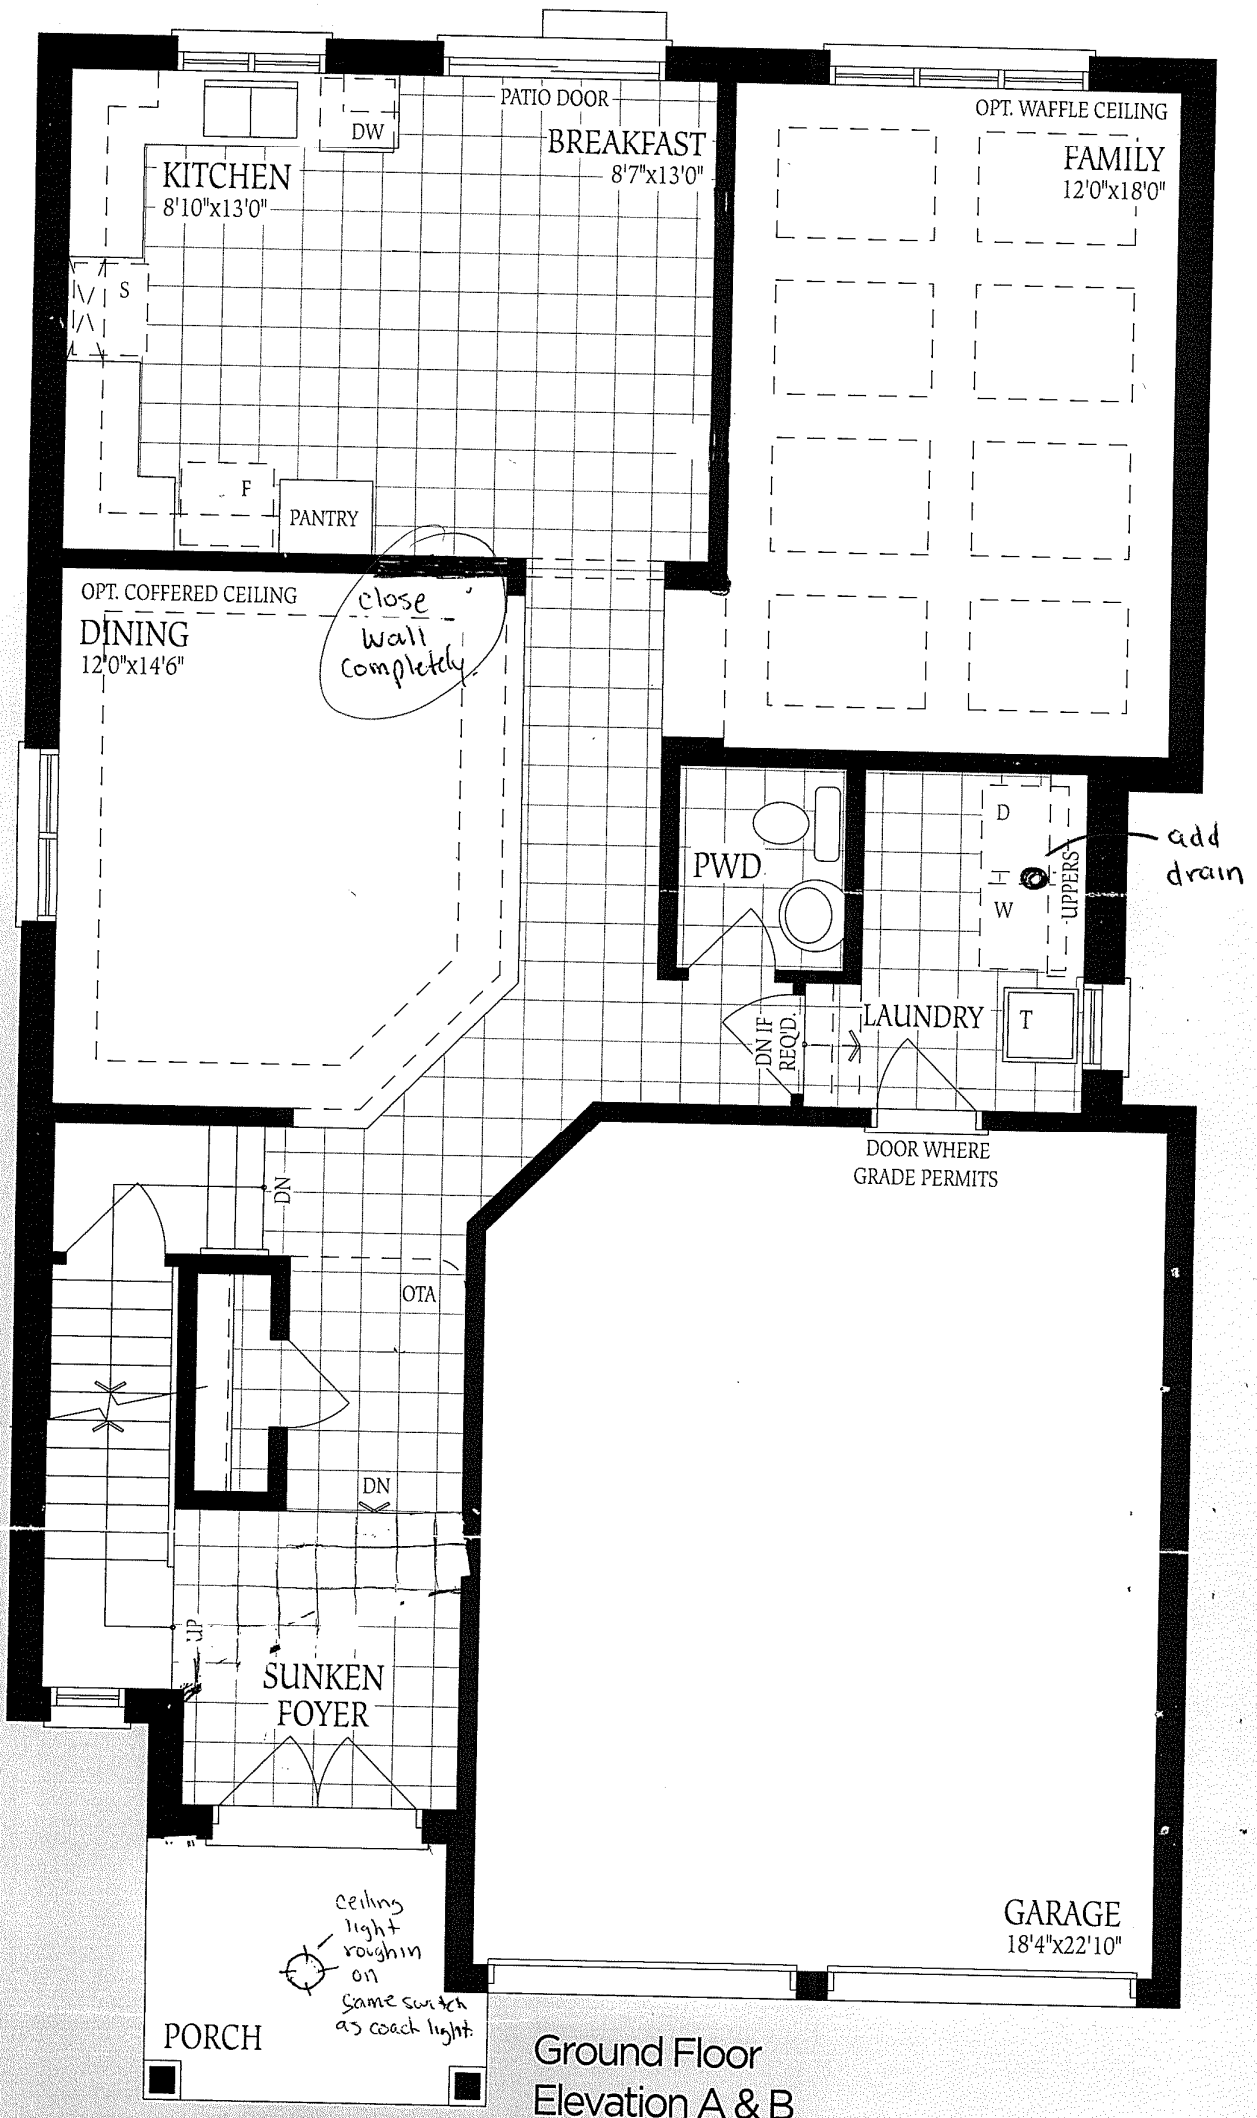 PATIO DOOR
OPT. WAFFLE CEILING
DW
BREAKFAST
8'7"x13'0"
FAMILY
12'0"x18'0"
KITCHEN
8'10"x13'0"
S
F
PANTRY
OPT. COFFERED CEILING
DINING
12'0"x14'6"
close
wall
completely
D
W
UPPERS
add
drain
PWD
LAUNDRY
T
DN IF
REQ'D.
DOOR WHERE
GRADE PERMITS
DN
OTA
DN
UP
SUNKEN
FOYER
GARAGE
18'4"x22'10"
ceiling
light
roughin
on
same switch
as coach light.
PORCH
Ground Floor
Elevation A & B